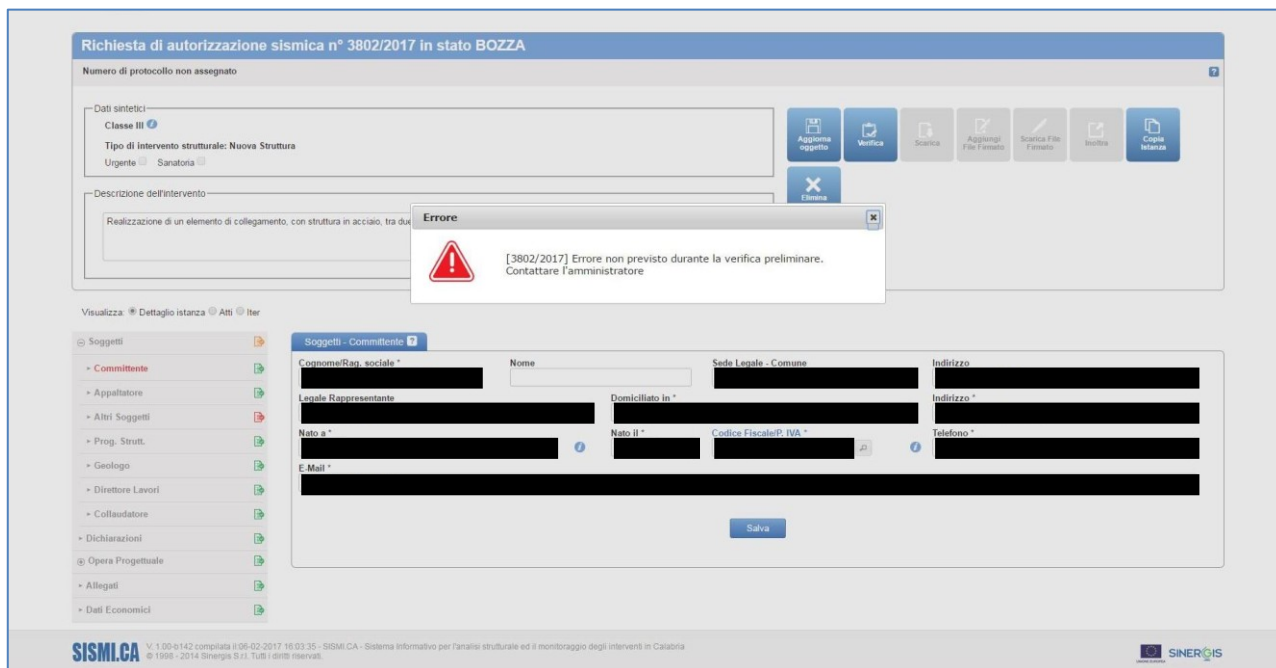 Richiesta di autorizzazione sismica n° 3802/2017 in stato BOZZA
Numero di protocollo non assegnato
?
Dati sintetici
Classe III i
Tipo di intervento strutturale: Nuova Struttura
Urgente Sanatoria
Aggiorna oggetto
Verifica
Scarica
Aggiungi File Firmato
Scarica File Firmato
Inoltra
Copia Istanza
Elimina
Descrizione dell'intervento
Realizzazione di un elemento di collegamento, con struttura in acciaio, tra due
Errore
[3802/2017] Errore non previsto durante la verifica preliminare.
Contattare l'amministratore
Visualizza: Dettaglio istanza Atti Iter
Soggetti
Committente
Appaltatore
Altri Soggetti
Prog. Strutt.
Geologo
Direttore Lavori
Collaudatore
Dichiarazioni
Opera Progettuale
Allegati
Dati Economici
Soggetti - Committente ?
Cognome/Rag. sociale * Nome Sede Legale - Comune Indirizzo
Legale Rappresentante Domiciliato in * Indirizzo *
Nato a * Nato il * Codice Fiscale/P. IVA * Telefono *
E-Mail *
Salva
SISMI.CA
V. 1.00-b142 compilata il 06-02-2017 16:03:35 - SISMI.CA - Sistema Informativo per l'analisi strutturale ed il monitoraggio degli interventi in Calabria
© 1998 - 2014 Sinergis S.r.l. Tutti i diritti riservati.
SINERGIS